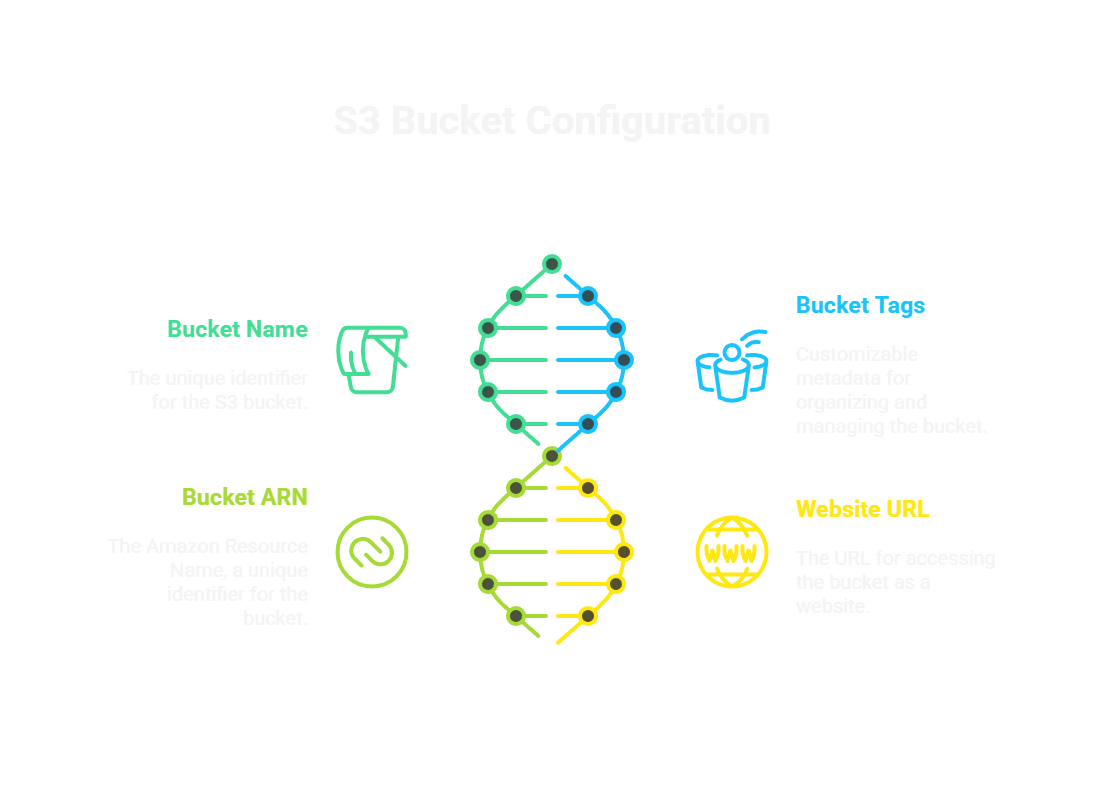 S3 Bucket Configuration
Bucket Name
The unique identifier
for the S3 bucket.
Bucket Tags
Customizable
metadata for
organizing and
managing the bucket.
Bucket ARN
The Amazon Resource
Name, a unique
identifier for the
bucket.
Website URL
The URL for accessing
the bucket as a
website.
WWW